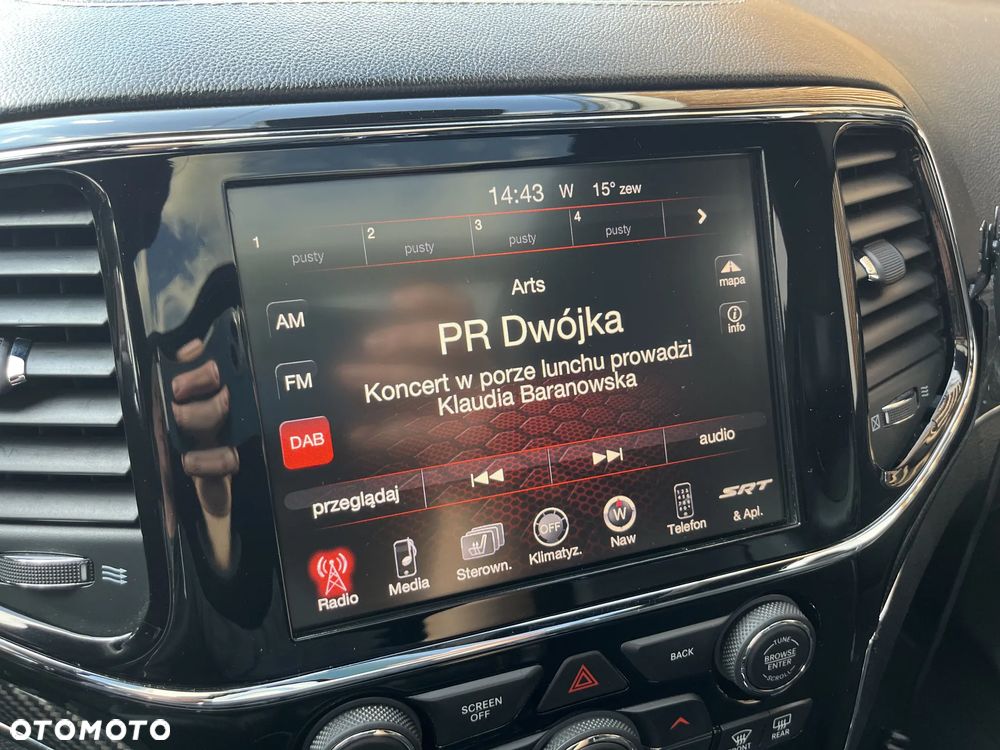 14:43 W 15° zew
1 pusty 2 pusty 3 pusty 4 pusty
Arts
mapa
AM
PR Dwójka
info
FM
Koncert w porze lunchu prowadzi
Klaudia Baranowska
DAB
przeglądaj audio
Radio Media Sterown. OFF Klimatyz. W Naw Telefon SRT & Apl.
BACK
TUNE
BROWSE
ENTER
SCROLL
SCREEN
OFF
FRONT REAR
OTOMOTO